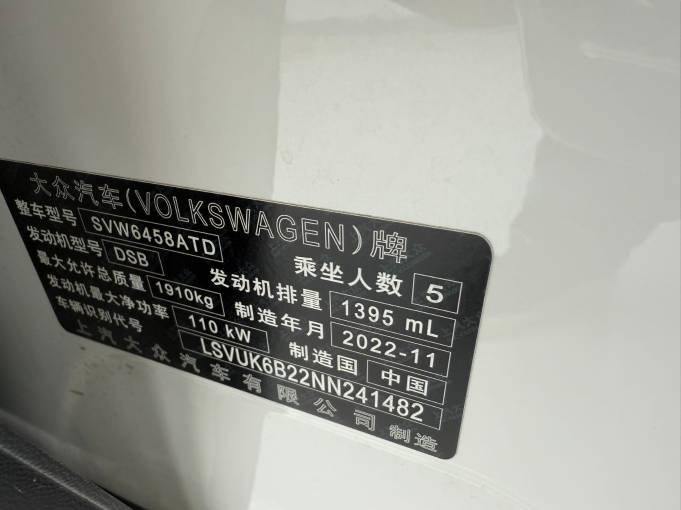 大众汽车(VOLKSWAGEN)牌
整车型号 SVW6458ATD 乘坐人数 5
发动机型号 DSB 发动机排量 1395 mL
最大允许总质量 1910kg 制造年月 2022-11
发动机最大净功率 110 kW 制造国 中国
车辆识别代号 LSVUK6B22NN241482
上汽大众汽车有限公司制造